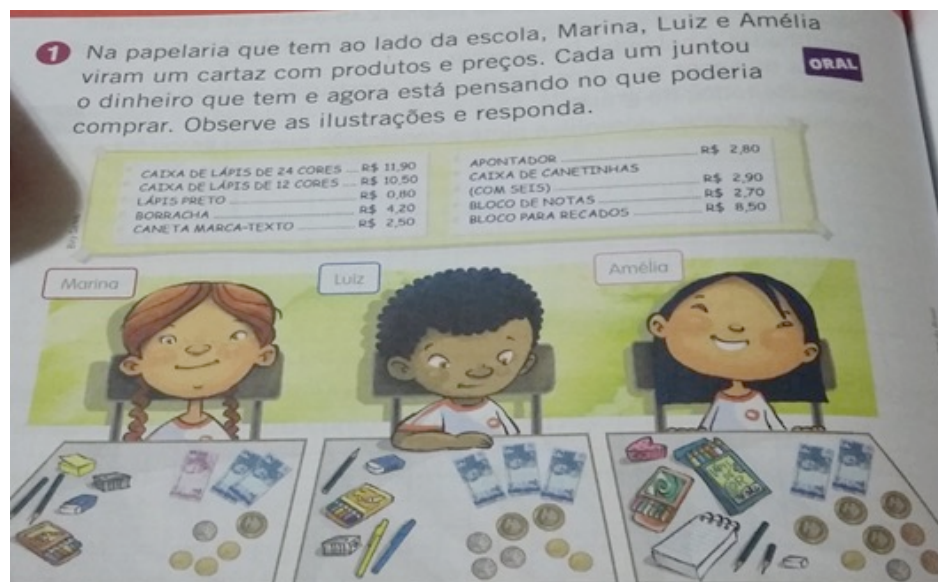 1 Na papelaria que tem ao lado da escola, Marina, Luiz e Amélia
viram um cartaz com produtos e preços. Cada um juntou
o dinheiro que tem e agora está pensando no que poderia
comprar. Observe as ilustrações e responda.
ORAL
CAIXA DE LÁPIS DE 24 CORES R$ 11,90
CAIXA DE LÁPIS DE 12 CORES R$ 10,50
LÁPIS PRETO R$ 0,80
BORRACHA R$ 4,20
CANETA MARCA-TEXTO R$ 2,50
APONTADOR R$ 2,80
CAIXA DE CANETINHAS
(COM SEIS) R$ 2,90
BLOCO DE NOTAS R$ 2,70
BLOCO PARA RECADOS R$ 8,50
Marina
Luiz
Amélia